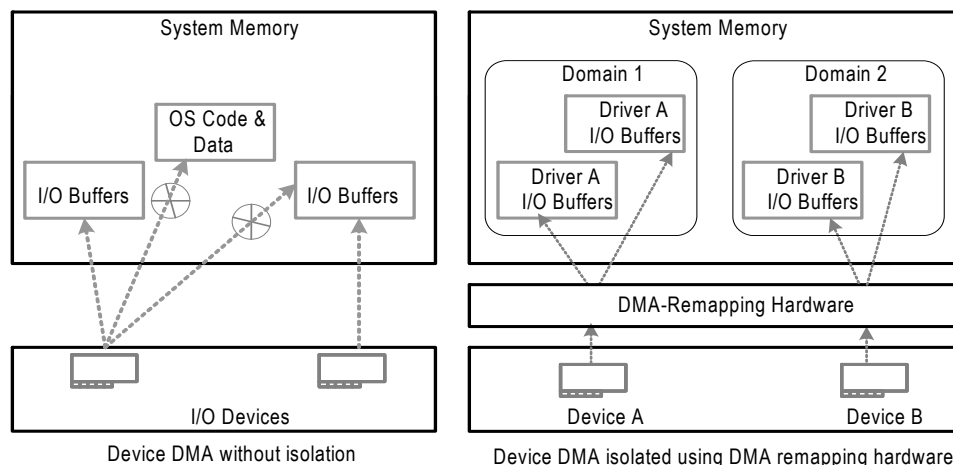 System Memory
OS Code &
Data
I/O Buffers
I/O Buffers
I/O Devices
Device DMA without isolation
System Memory
Domain 1
Driver A
I/O Buffers
Driver A
I/O Buffers
Domain 2
Driver B
I/O Buffers
Driver B
I/O Buffers
DMA-Remapping Hardware
Device A
Device B
Device DMA isolated using DMA remapping hardware